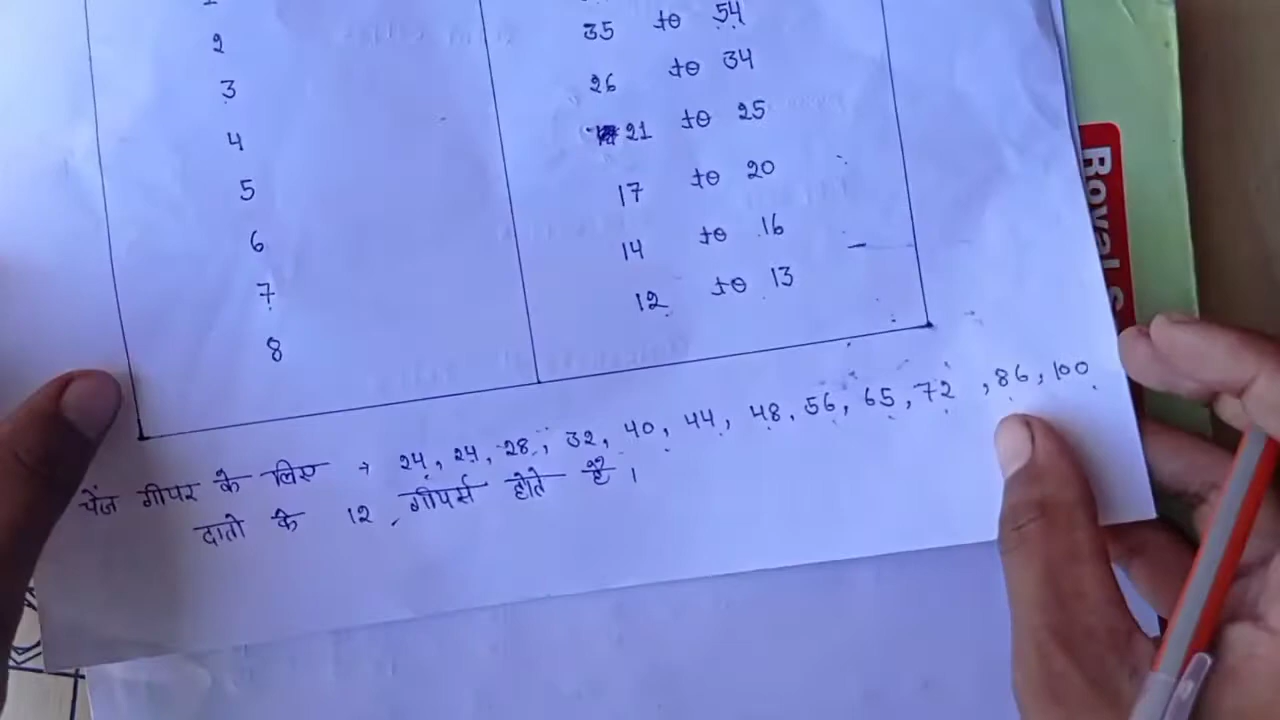 2
3
4
5
6
7
8
35 to 54
26 to 34
21 to 25
17 to 20
14 to 16
12 to 13
चेंज गीयर के लिए → 24, 24, 28, 32, 40, 44, 48, 56, 65, 72, 86, 100
दातो के 12 गीयर्स होते है ।
Royal